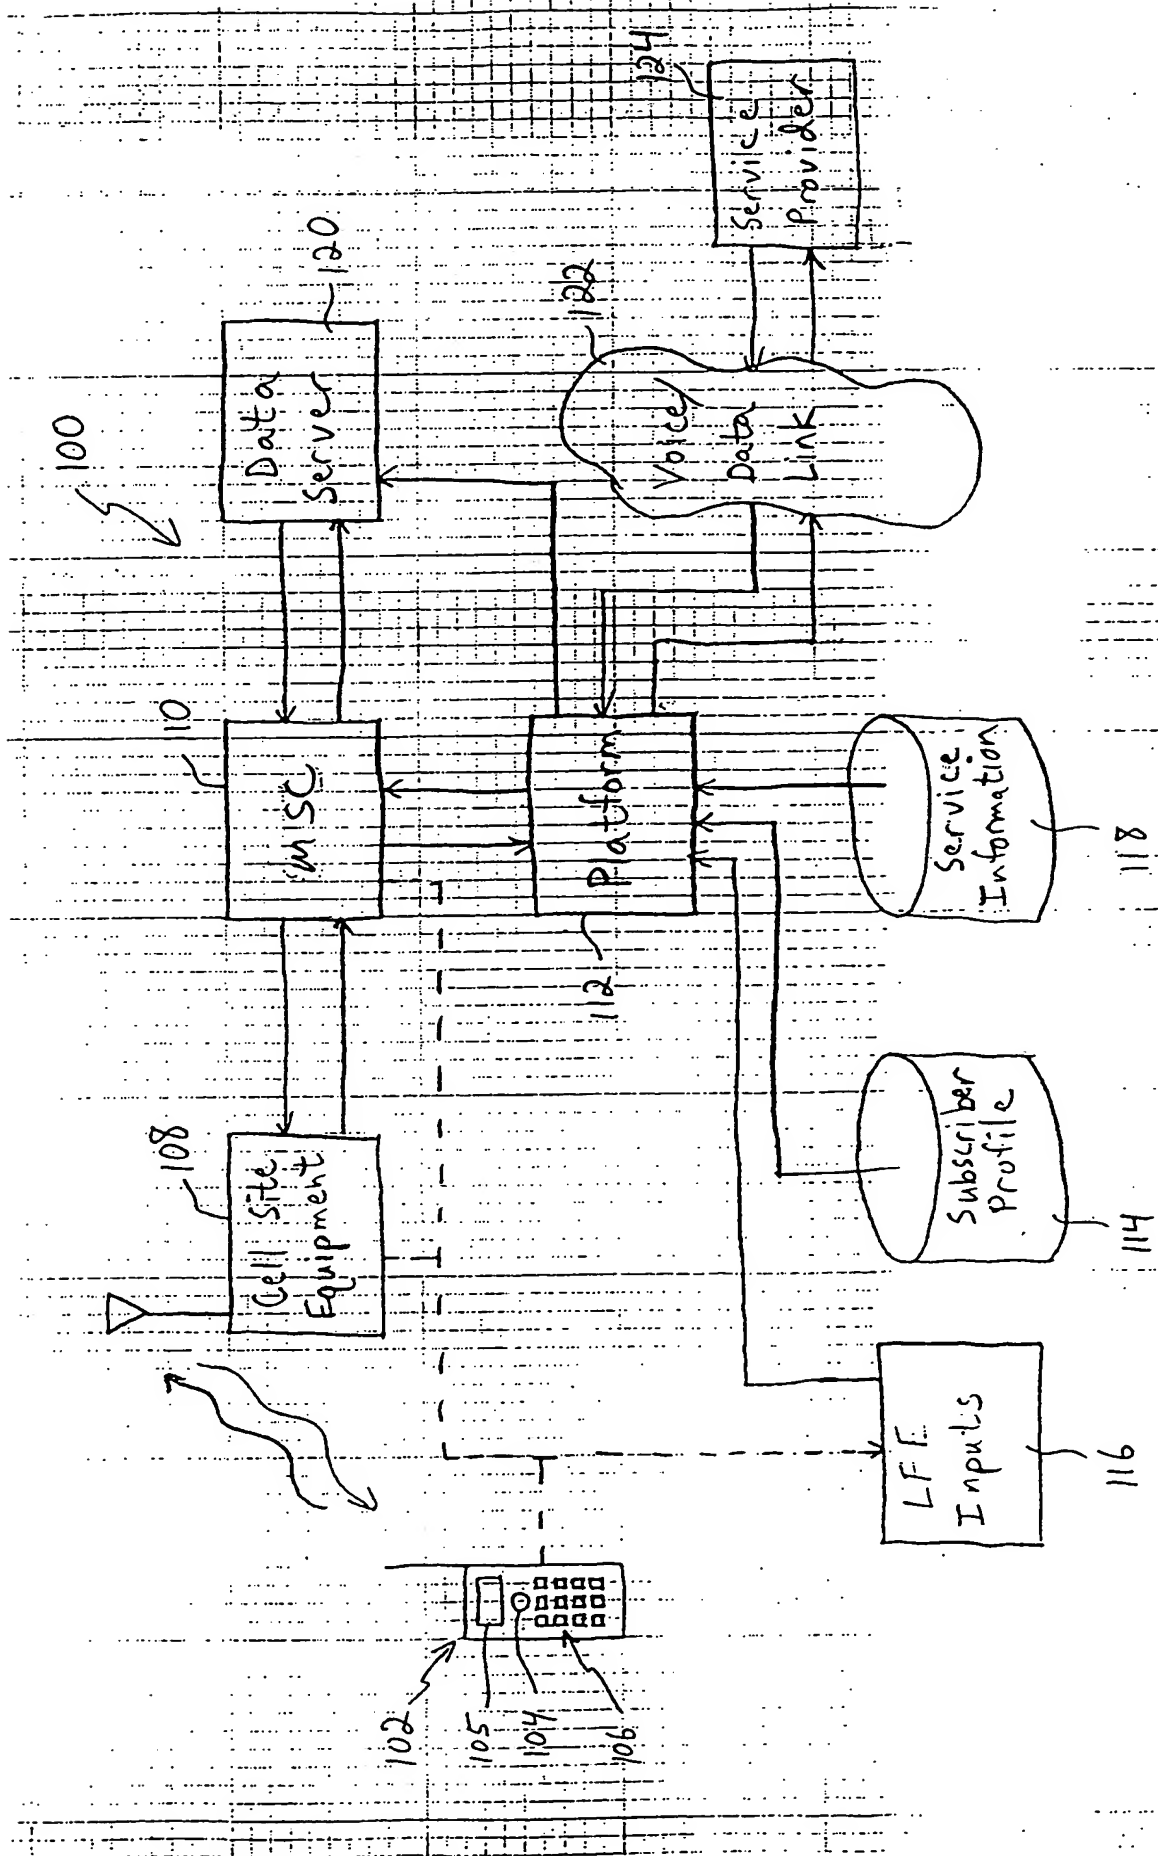 100
108
Cell Site
Equipment
110
MSC
120
Data
Server
102
105
104
106
112
Platform
122
Voice/
Data
Link
124
Service
Provider
116
LFF
Inputs
114
Subscriber
Profile
118
Service
Information